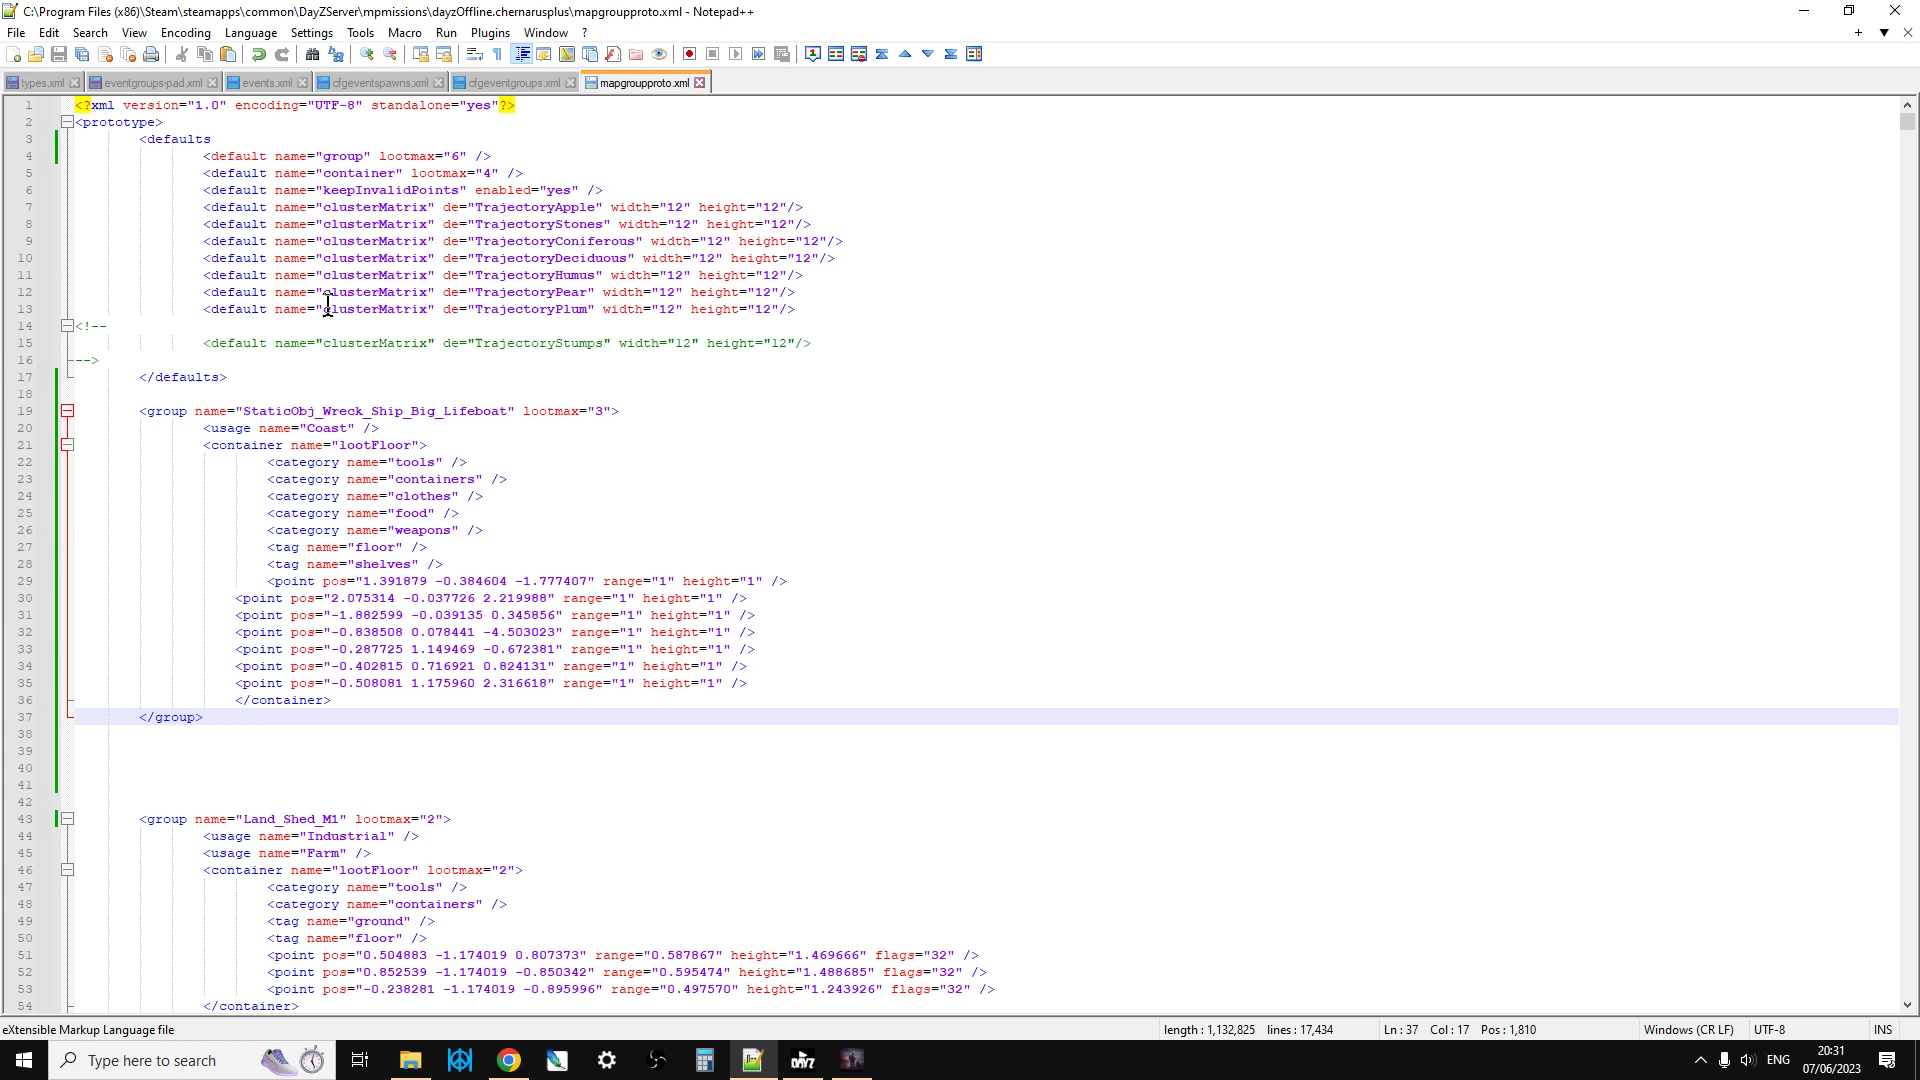 C:\Program Files (x86)\Steam\steamapps\common\DayZServer\mpmissions\dayzOffline.chernarusplus\mapgroupproto.xml - Notepad++
File Edit Search View Encoding Language Settings Tools Macro Run Plugins Window ?
types.xml eventgroups-pad.xml events.xml cfgeventspawns.xml cfgeventgroups.xml mapgroupproto.xml
1 <?xml version="1.0" encoding="UTF-8" standalone="yes"?>
2 <prototype>
3 <defaults
4 <default name="group" lootmax="6" />
5 <default name="container" lootmax="4" />
6 <default name="keepInvalidPoints" enabled="yes" />
7 <default name="clusterMatrix" de="TrajectoryApple" width="12" height="12"/>
8 <default name="clusterMatrix" de="TrajectoryStones" width="12" height="12"/>
9 <default name="clusterMatrix" de="TrajectoryConiferous" width="12" height="12"/>
10 <default name="clusterMatrix" de="TrajectoryDeciduous" width="12" height="12"/>
11 <default name="clusterMatrix" de="TrajectoryHumus" width="12" height="12"/>
12 <default name="clusterMatrix" de="TrajectoryPear" width="12" height="12"/>
13 <default name="clusterMatrix" de="TrajectoryPlum" width="12" height="12"/>
14 <!--
15 <default name="clusterMatrix" de="TrajectoryStumps" width="12" height="12"/>
16 -->
17 </defaults>
18
19 <group name="StaticObj_Wreck_Ship_Big_Lifeboat" lootmax="3">
20 <usage name="Coast" />
21 <container name="lootFloor">
22 <category name="tools" />
23 <category name="containers" />
24 <category name="clothes" />
25 <category name="food" />
26 <category name="weapons" />
27 <tag name="floor" />
28 <tag name="shelves" />
29 <point pos="1.391879 -0.384604 -1.777407" range="1" height="1" />
30 <point pos="2.075314 -0.037726 2.219988" range="1" height="1" />
31 <point pos="-1.882599 -0.039135 0.345856" range="1" height="1" />
32 <point pos="-0.838508 0.078441 -4.503023" range="1" height="1" />
33 <point pos="-0.287725 1.149469 -0.672381" range="1" height="1" />
34 <point pos="-0.402815 0.716921 0.824131" range="1" height="1" />
35 <point pos="-0.508081 1.175960 2.316618" range="1" height="1" />
36 </container>
37 </group>
38
39
40
41
42
43 <group name="Land_Shed_M1" lootmax="2">
44 <usage name="Industrial" />
45 <usage name="Farm" />
46 <container name="lootFloor" lootmax="2">
47 <category name="tools" />
48 <category name="containers" />
49 <tag name="ground" />
50 <tag name="floor" />
51 <point pos="0.504883 -1.174019 0.807373" range="0.587867" height="1.469666" flags="32" />
52 <point pos="0.852539 -1.174019 -0.850342" range="0.595474" height="1.488685" flags="32" />
53 <point pos="-0.238281 -1.174019 -0.895996" range="0.497570" height="1.243926" flags="32" />
54 </container>
eXtensible Markup Language file length : 1,132,825 lines : 17,434 Ln : 37 Col : 17 Pos : 1,810 Windows (CR LF) UTF-8 INS
Type here to search DAYZ ENG 20:31
07/06/2023